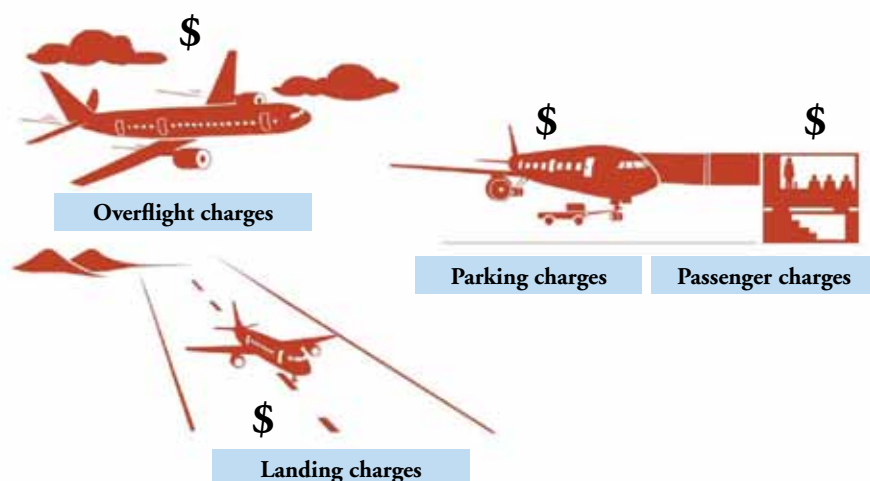 $
Overflight charges
$
$
Parking charges
Passenger charges
$
Landing charges